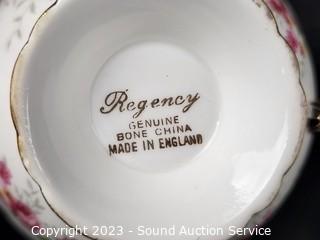 Regency
GENUINE
BONE CHINA
MADE IN ENGLAND
Copyright 2023 - Sound Auction Service